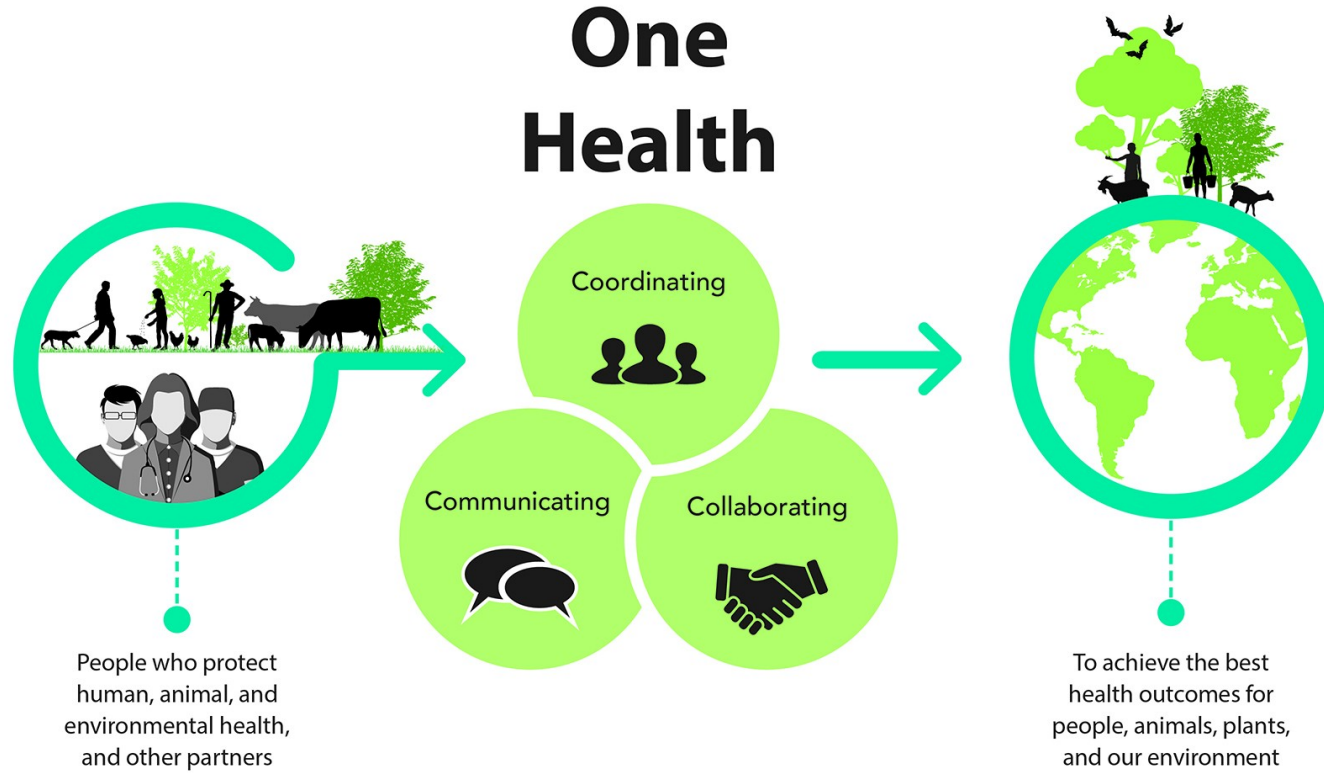 One
Health
Coordinating
Communicating
Collaborating
People who protect
human, animal, and
environmental health,
and other partners
To achieve the best
health outcomes for
people, animals, plants,
and our environment